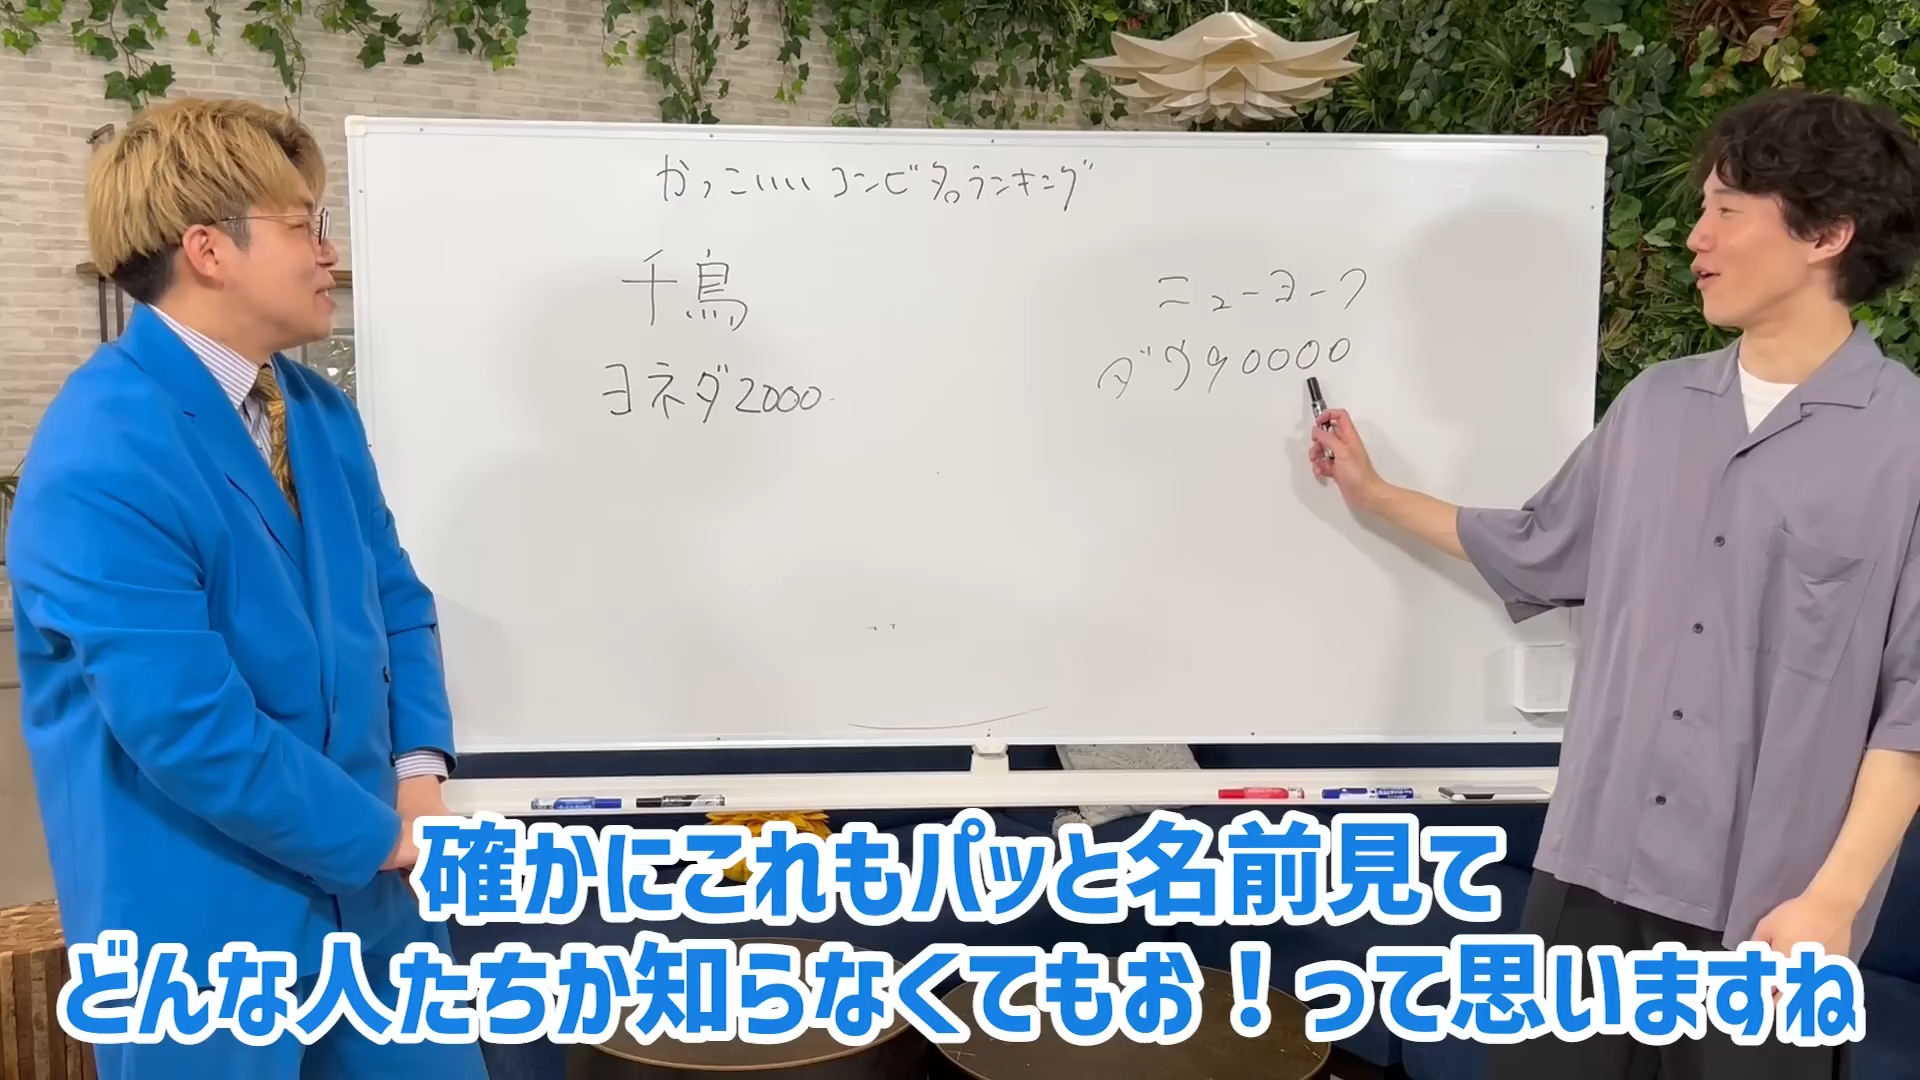 かっこいいコンビ名ランキング
千鳥
ヨネダ2000
ニューヨーク
ダウ90000
確かにこれもパッと名前見て
どんな人たちか知らなくてもお！って思いますね